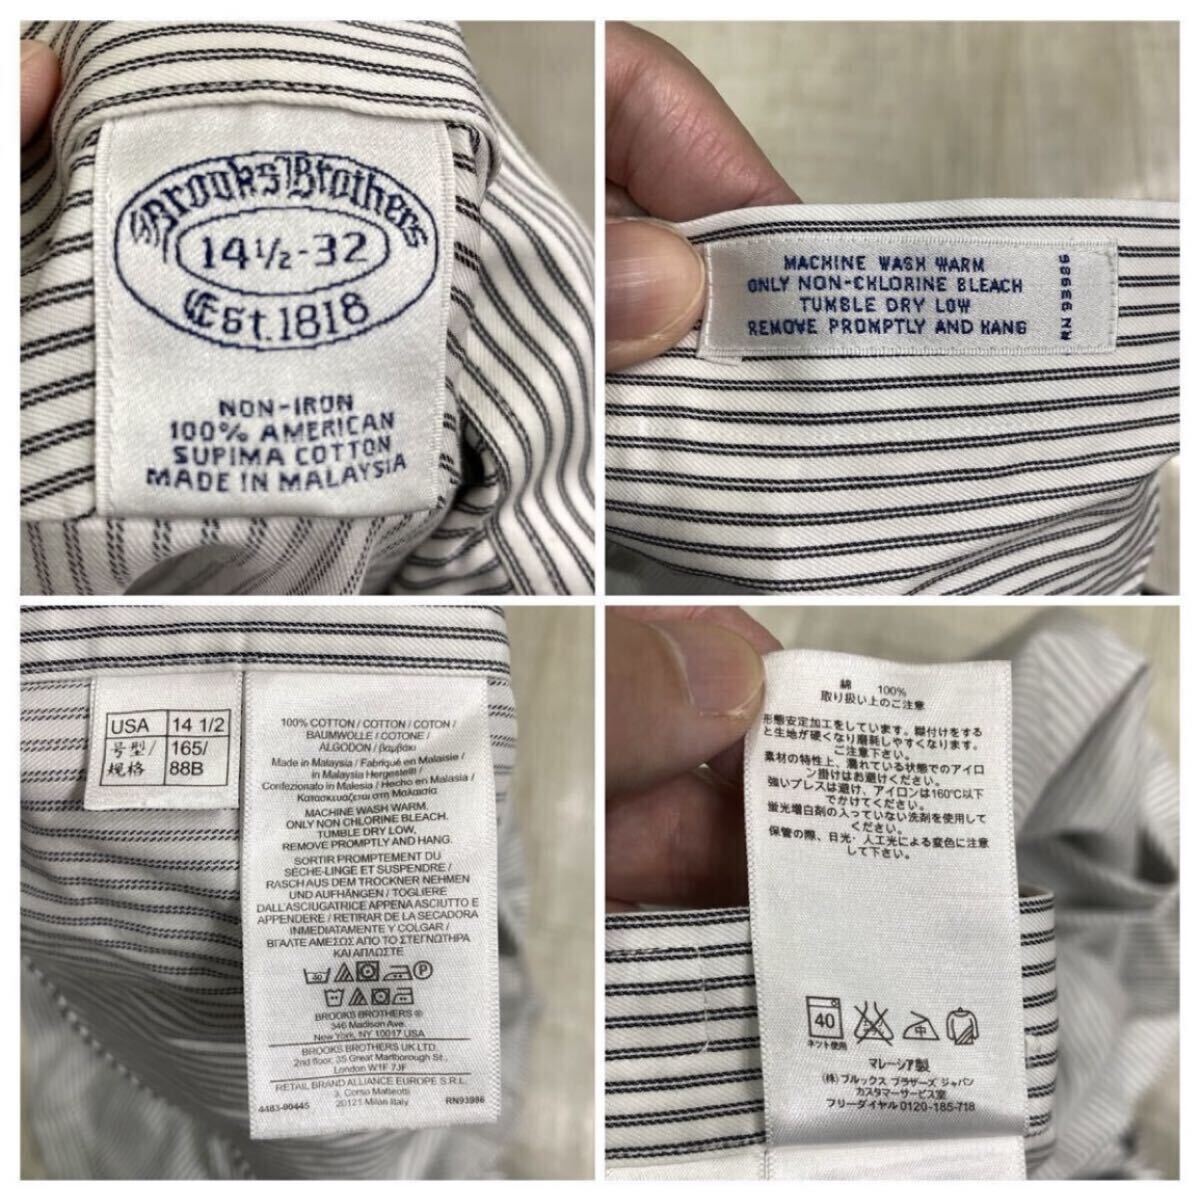 Brooks Brothers
14 1/2-32
Est. 1818
NON-IRON
100% AMERICAN
SUPIMA COTTON
MADE IN MALAYSIA
MACHINE WASH WARM
ONLY NON-CHLORINE BLEACH
TUMBLE DRY LOW
REMOVE PROMPTLY AND HANG
RN 93986
USA 14 1/2
号型/ 165/
规格 88B
100% COTTON / COTTON / COTON /
BAUMWOLLE / COTONE /
ALGODON / βαμβάκι
Made in Malaysia / Fabriqué en Malaisie /
in Malaysia Hergestellt /
Confezionato in Malesia / Hecho en Malasia /
Κατασκευάζεται στη Μαλαισία
MACHINE WASH WARM,
ONLY NON CHLORINE BLEACH.
TUMBLE DRY LOW,
REMOVE PROMPTLY AND HANG.
SORTIR PROMPTEMENT DU
SÈCHE-LINGE ET SUSPENDRE /
RASCH AUS DEM TROCKNER NEHMEN
UND AUFHÄNGEN / TOGLIERE
DALL'ASCIUGATRICE APPENA ASCIUTTO E
APPENDERE / RETIRAR DE LA SECADORA
INMEDIATAMENTE Y COLGAR /
ΒΓΑΛΤΕ ΑΜΕΣΩΣ ΑΠΟ ΤΟ ΣΤΕΓΝΩΤΗΡΑ
ΚΑΙ ΑΠΛΩΣΤΕ
40 P
BROOKS BROTHERS ®
346 Madison Ave.
New York, NY 10017 USA
BROOKS BROTHERS UK LTD.
2nd floor, 35 Great Marlborough St.,
London W1F 7JF
RETAIL BRAND ALLIANCE EUROPE S.R.L.
3, Corso Matteotti
20121 Milan Italy
4483-90445 RN93986
綿 100%
取り扱い上のご注意
形態安定加工をしています。糊付けをする
と生地が硬くなり磨耗しやすくなります。
ご注意下さい。
素材の特性上、濡れている状態でのアイロ
ン掛けはお避けください。
強いプレスは避け、アイロンは160℃以下
でかけてください。
蛍光増白剤の入っていない洗剤を使用して
ください。
保管の際、日光・人工光による変色に注意
して下さい。
40 中
ネット使用
マレーシア製
(株)ブルックス ブラザーズ ジャパン
カスタマーサービス室
フリーダイヤル0120-185-718